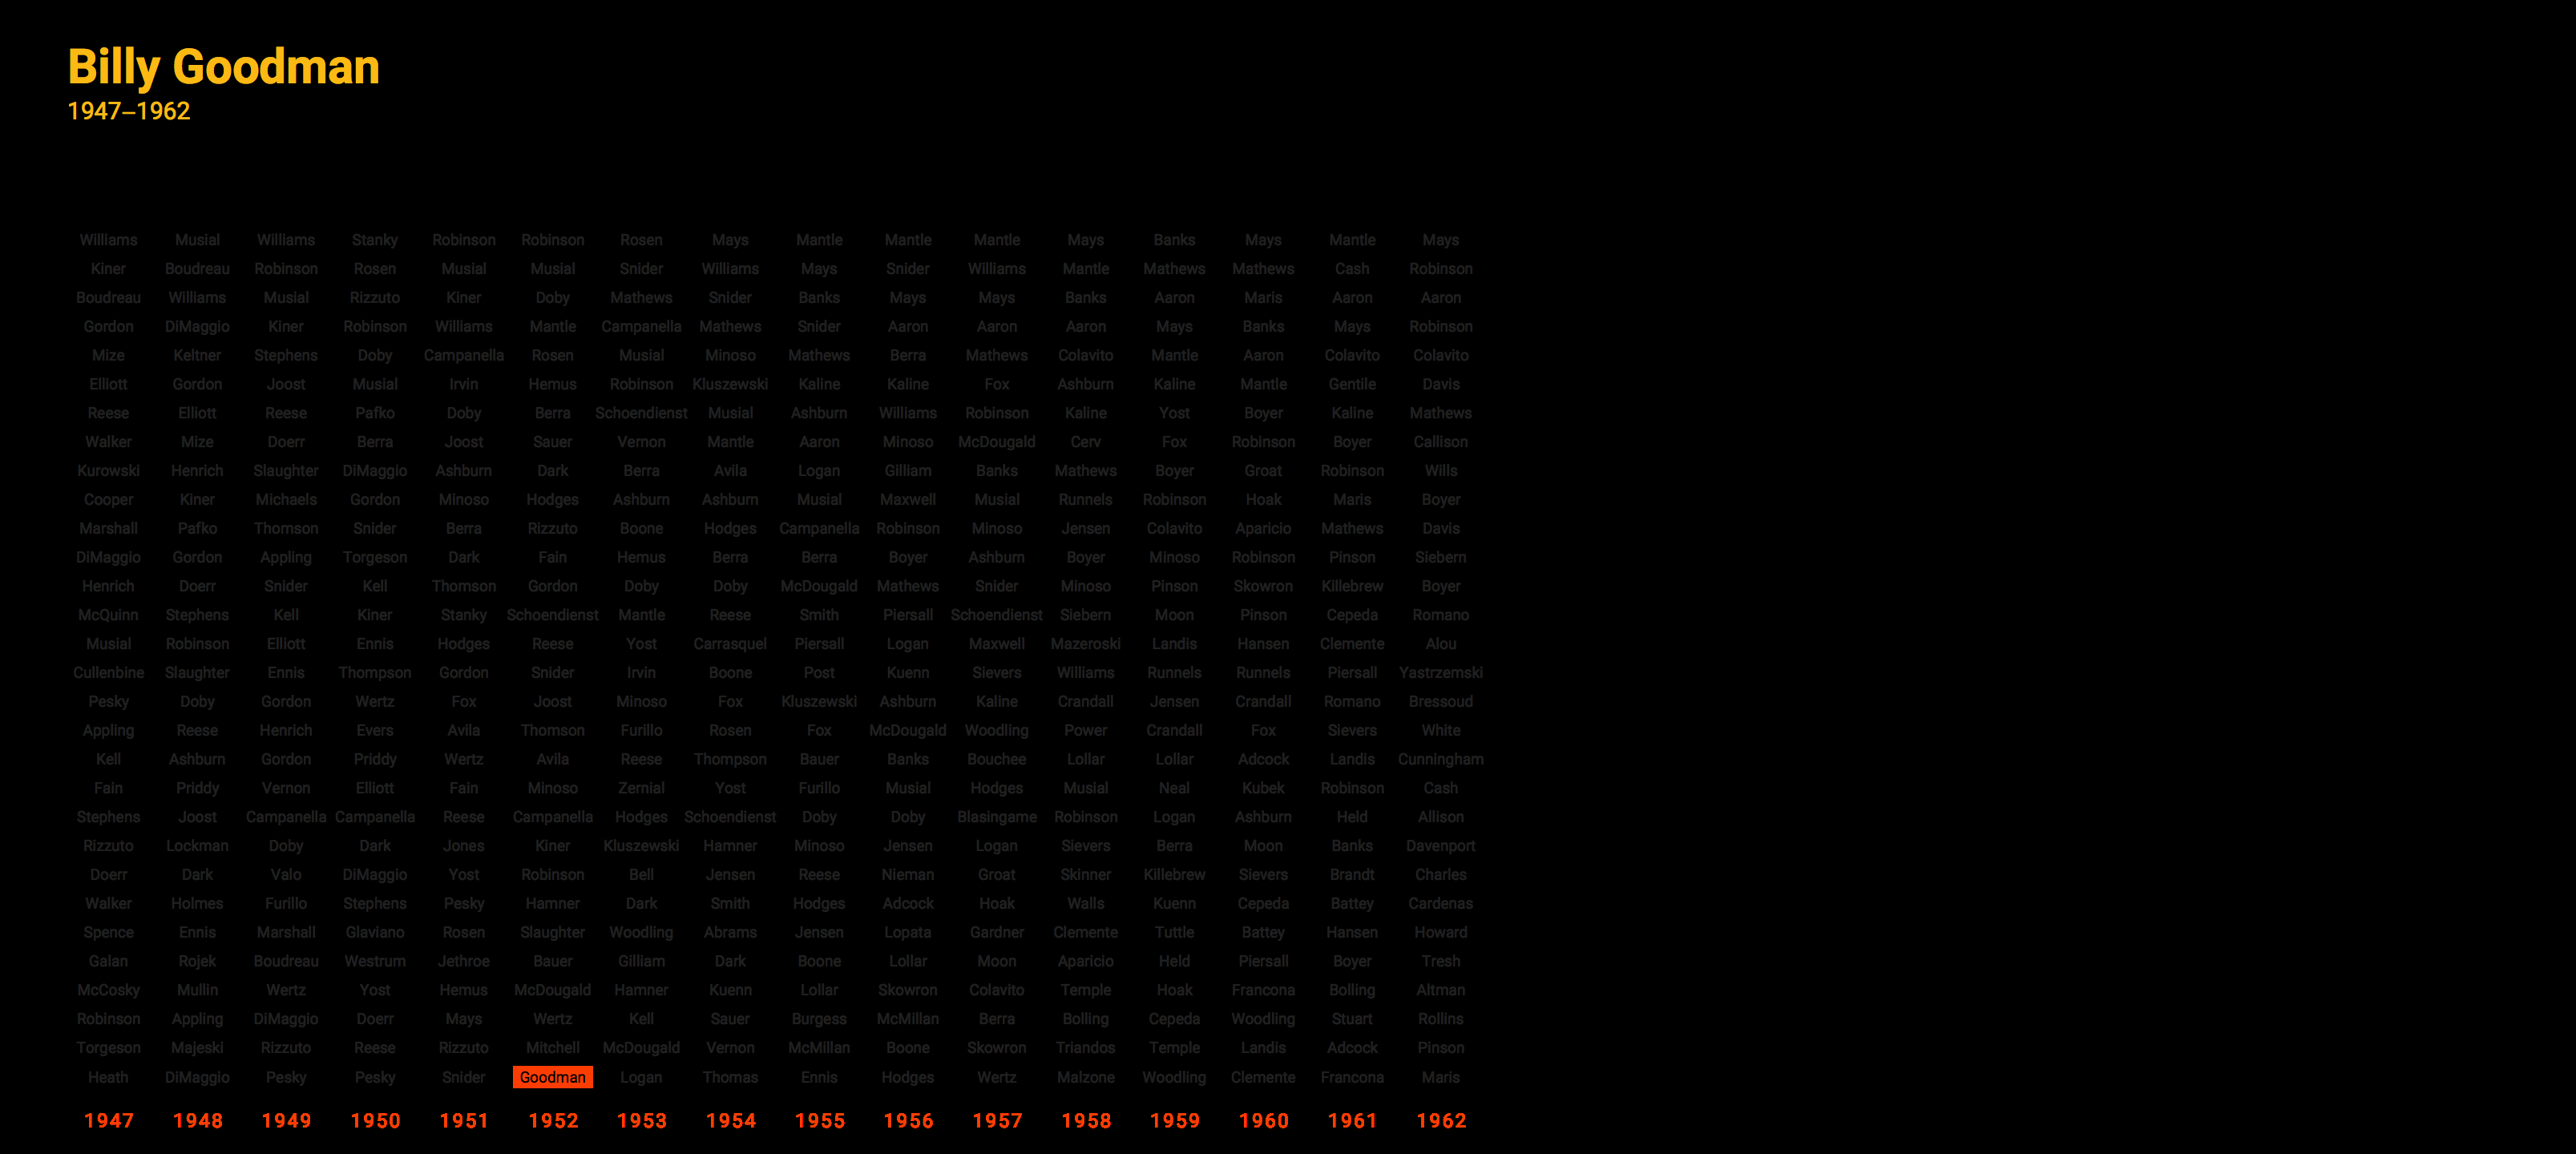 Billy Goodman
1947–1962
Williams Musial Williams Stanky Robinson Robinson Rosen Mays Mantle Mantle Mantle Mays Banks Mays Mantle Mays
Kiner Boudreau Robinson Rosen Musial Musial Snider Williams Mays Snider Williams Mantle Mathews Mathews Cash Robinson
Boudreau Williams Musial Rizzuto Kiner Doby Mathews Snider Banks Mays Mays Banks Aaron Maris Aaron Aaron
Gordon DiMaggio Kiner Robinson Williams Mantle Campanella Mathews Snider Aaron Aaron Aaron Mays Banks Mays Robinson
Mize Keltner Stephens Doby Campanella Rosen Musial Minoso Mathews Berra Mathews Colavito Mantle Aaron Colavito Colavito
Elliott Gordon Joost Musial Irvin Hemus Robinson Kluszewski Kaline Kaline Fox Ashburn Kaline Mantle Gentile Davis
Reese Elliott Reese Pafko Doby Berra Schoendienst Musial Ashburn Williams Robinson Kaline Yost Boyer Kaline Mathews
Walker Mize Doerr Berra Joost Sauer Vernon Mantle Aaron Minoso McDougald Cerv Fox Robinson Boyer Callison
Kurowski Henrich Slaughter DiMaggio Ashburn Dark Berra Avila Logan Gilliam Banks Mathews Boyer Groat Robinson Wills
Cooper Kiner Michaels Gordon Minoso Hodges Ashburn Ashburn Musial Maxwell Musial Runnels Robinson Hoak Maris Boyer
Marshall Pafko Thomson Snider Berra Rizzuto Boone Hodges Campanella Robinson Minoso Jensen Colavito Aparicio Mathews Davis
DiMaggio Gordon Appling Torgeson Dark Fain Hemus Berra Berra Boyer Ashburn Boyer Minoso Robinson Pinson Siebern
Henrich Doerr Snider Kell Thomson Gordon Doby Doby McDougald Mathews Snider Minoso Pinson Skowron Killebrew Boyer
McQuinn Stephens Kell Kiner Stanky Schoendienst Mantle Reese Smith Piersall Schoendienst Siebern Moon Pinson Cepeda Romano
Musial Robinson Elliott Ennis Hodges Reese Yost Carrasquel Piersall Logan Maxwell Mazeroski Landis Hansen Clemente Alou
Cullenbine Slaughter Ennis Thompson Gordon Snider Irvin Boone Post Kuenn Sievers Williams Runnels Runnels Piersall Yastrzemski
Pesky Doby Gordon Wertz Fox Joost Minoso Fox Kluszewski Ashburn Kaline Crandall Jensen Crandall Romano Bressoud
Appling Reese Henrich Evers Avila Thomson Furillo Rosen Fox McDougald Woodling Power Crandall Fox Sievers White
Kell Ashburn Gordon Priddy Wertz Avila Reese Thompson Bauer Banks Bouchee Lollar Lollar Adcock Landis Cunningham
Fain Priddy Vernon Elliott Fain Minoso Zernial Yost Furillo Musial Hodges Musial Neal Kubek Robinson Cash
Stephens Joost Campanella Campanella Reese Campanella Hodges Schoendienst Doby Doby Blasingame Robinson Logan Ashburn Held Allison
Rizzuto Lockman Doby Dark Jones Kiner Kluszewski Hamner Minoso Jensen Logan Sievers Berra Moon Banks Davenport
Doerr Dark Valo DiMaggio Yost Robinson Bell Jensen Reese Nieman Groat Skinner Killebrew Sievers Brandt Charles
Walker Holmes Furillo Stephens Pesky Hamner Dark Smith Hodges Adcock Hoak Walls Kuenn Cepeda Battey Cardenas
Spence Ennis Marshall Glaviano Rosen Slaughter Woodling Abrams Jensen Lopata Gardner Clemente Tuttle Battey Hansen Howard
Galan Rojek Boudreau Westrum Jethroe Bauer Gilliam Dark Boone Lollar Moon Aparicio Held Piersall Boyer Tresh
McCosky Mullin Wertz Yost Hemus McDougald Hamner Kuenn Lollar Skowron Colavito Temple Hoak Francona Bolling Altman
Robinson Appling DiMaggio Doerr Mays Wertz Kell Sauer Burgess McMillan Berra Bolling Cepeda Woodling Stuart Rollins
Torgeson Majeski Rizzuto Reese Rizzuto Mitchell McDougald Vernon McMillan Boone Skowron Triandos Temple Landis Adcock Pinson
Heath DiMaggio Pesky Pesky Snider Goodman Logan Thomas Ennis Hodges Wertz Malzone Woodling Clemente Francona Maris
1947 1948 1949 1950 1951 1952 1953 1954 1955 1956 1957 1958 1959 1960 1961 1962